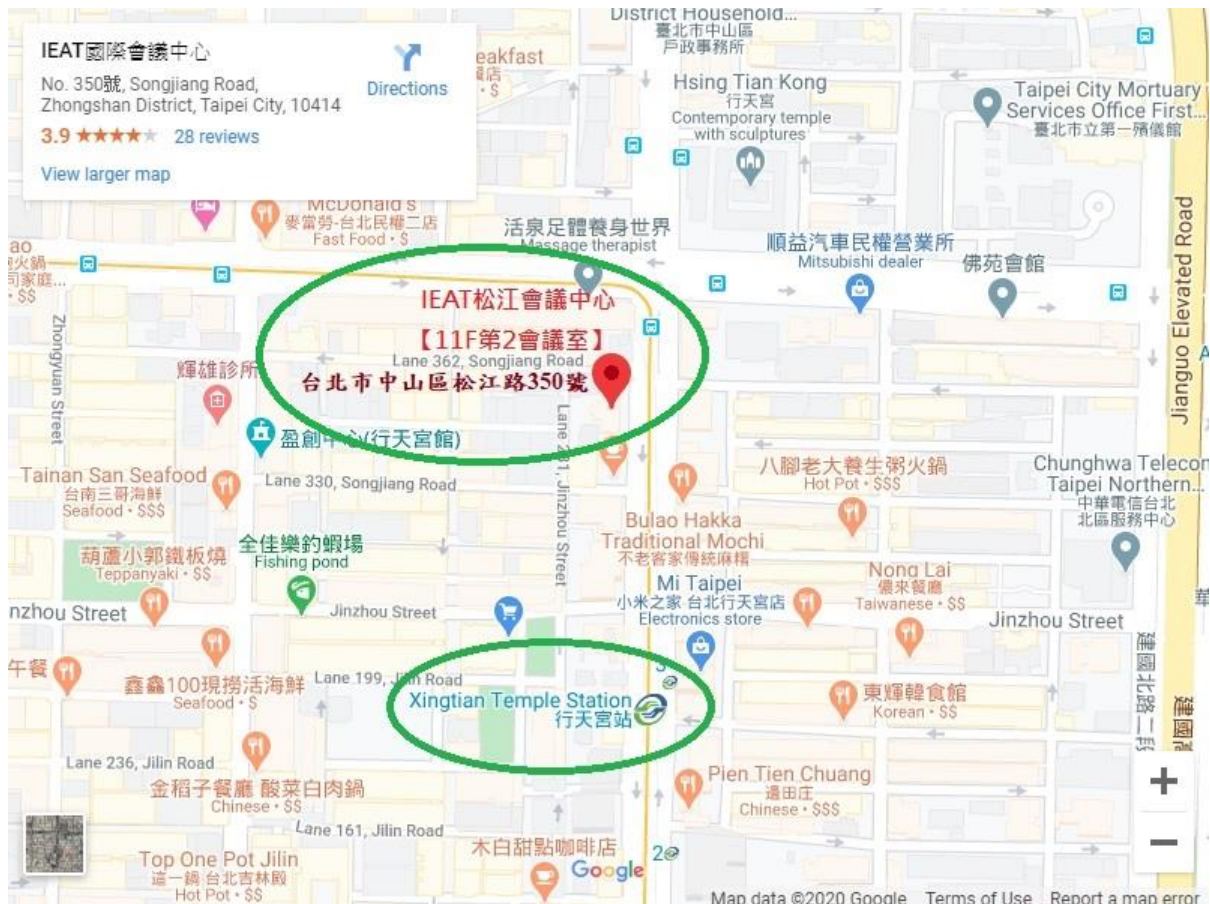 IEAT國際會議中心
No. 350號, Songjiang Road,
Zhongshan District, Taipei City, 10414
3.9
28 reviews
View larger map
Directions
District Household...
臺北市中山區
戶政事務所
eakfast
· $
Hsing Tian Kong
行天宮
Contemporary temple
with sculptures
Taipei City Mortuary
Services Office First...
臺北市立第一殯儀館
McDonald's
麥當勞-台北民權二店
Fast Food · $
活泉足體養身世界
Massage therapist
順益汽車民權營業所
Mitsubishi dealer
佛苑會館
Jianguo Elevated Road
ao
· $$
IEAT松江會議中心
【11F第2會議室】
Lane 362, Songjiang Road
台北市中山區松江路350號
Zhongyuan Street
輝雄診所
盈創中心(行天宮館)
Lane 231, Jinzhou Street
Tainan San Seafood
台南三哥海鮮
Seafood · $$$
Lane 330, Songjiang Road
八腳老大養生粥火鍋
Hot Pot · $$$
Chunghwa Telecon
Taipei Northern...
中華電信台北
北區服務中心
Bulao Hakka
Traditional Mochi
不老客家傳統麻糬
葫蘆小郭鐵板燒
Teppanyaki · $$
全佳樂釣蝦場
Fishing pond
Mi Taipei
小米之家 台北行天宮店
Electronics store
Nong Lai
儂來餐廳
Taiwanese · $$
nzhou Street
Jinzhou Street
Jinzhou Street
華
午餐
鑫鱻100現撈活海鮮
Seafood · $
Lane 199, Jilin Road
3
Xingtian Temple Station
行天宮站
東輝韓食館
Korean · $$
建國北路二段
Lane 236, Jilin Road
金稻子餐廳 酸菜白肉鍋
Chinese · $$
Pien Tien Chuang
邊田庄
Chinese · $$$
Lane 161, Jilin Road
木白甜點咖啡店
Top One Pot Jilin
這一鍋 台北吉林殿
Hot Pot · $$
Google
2
Map data ©2020 Google
Terms of Use
Report a map error